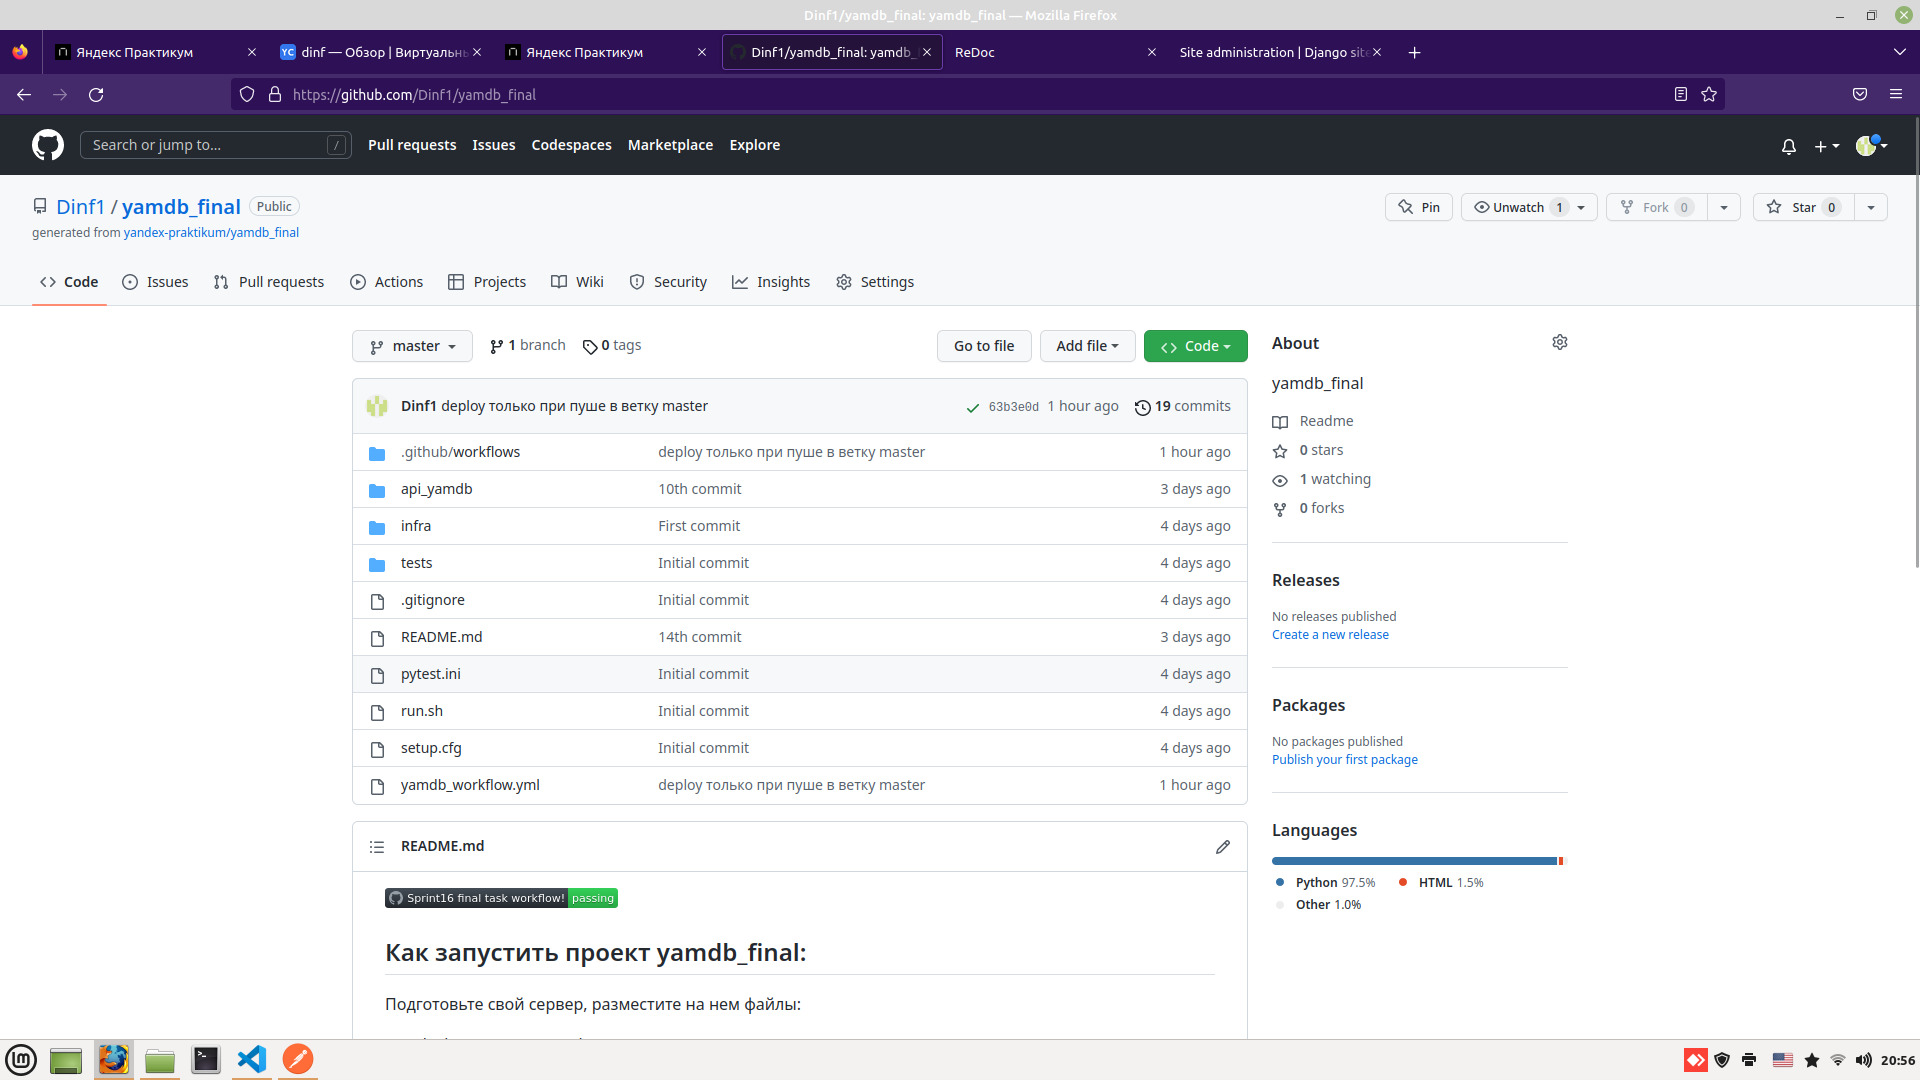 Dinf1/yamdb_final: yamdb_final — Mozilla Firefox
Яндекс Практикум
dinf — Обзор | Виртуальн
Яндекс Практикум
Dinf1/yamdb_final: yamdb_
ReDoc
Site administration | Django site
https://github.com/Dinf1/yamdb_final
Search or jump to...
/
Pull requests
Issues
Codespaces
Marketplace
Explore
Dinf1 / yamdb_final Public
Pin
Unwatch 1
Fork 0
Star 0
generated from yandex-praktikum/yamdb_final
Code
Issues
Pull requests
Actions
Projects
Wiki
Security
Insights
Settings
master
1 branch
0 tags
Go to file
Add file
Code
Dinf1 deploy только при пуше в ветку master 63b3e0d 1 hour ago 19 commits
.github/workflows deploy только при пуше в ветку master 1 hour ago
api_yamdb 10th commit 3 days ago
infra First commit 4 days ago
tests Initial commit 4 days ago
.gitignore Initial commit 4 days ago
README.md 14th commit 3 days ago
pytest.ini Initial commit 4 days ago
run.sh Initial commit 4 days ago
setup.cfg Initial commit 4 days ago
yamdb_workflow.yml deploy только при пуше в ветку master 1 hour ago
README.md
Sprint16 final task workflow! passing
Как запустить проект yamdb_final:
Подготовьте свой сервер, разместите на нем файлы:
About
yamdb_final
Readme
0 stars
1 watching
0 forks
Releases
No releases published
Create a new release
Packages
No packages published
Publish your first package
Languages
Python 97.5%
HTML 1.5%
Other 1.0%
20:56